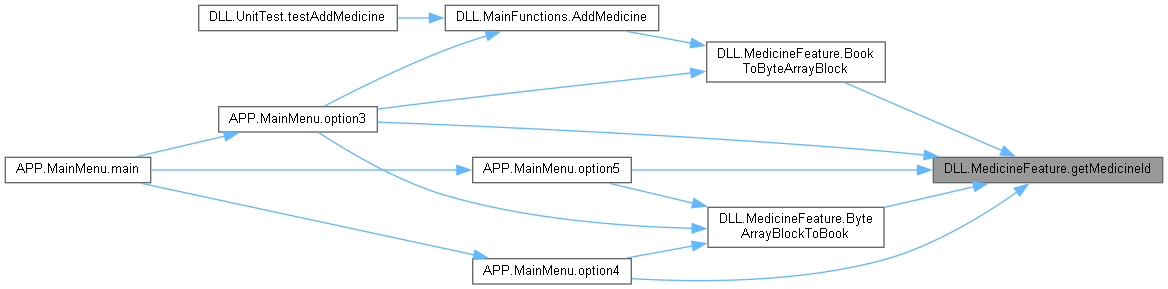 DLL.UnitTest.testAddMedicine
DLL.MainFunctions.AddMedicine
DLL.MedicineFeature.Book
ToByteArrayBlock
APP.MainMenu.option3
APP.MainMenu.main
APP.MainMenu.option5
DLL.MedicineFeature.getMedicineId
DLL.MedicineFeature.Byte
ArrayBlockToBook
APP.MainMenu.option4